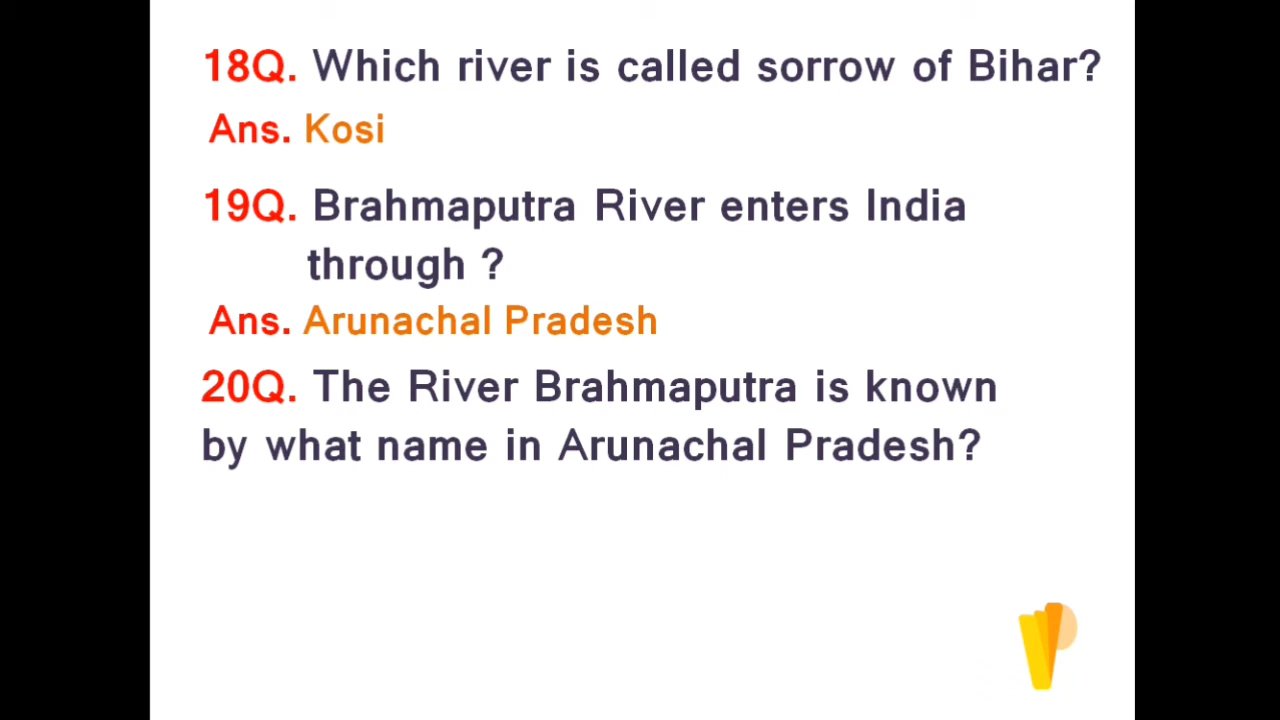 18Q. Which river is called sorrow of Bihar?
Ans. Kosi
19Q. Brahmaputra River enters India
through ?
Ans. Arunachal Pradesh
20Q. The River Brahmaputra is known
by what name in Arunachal Pradesh?